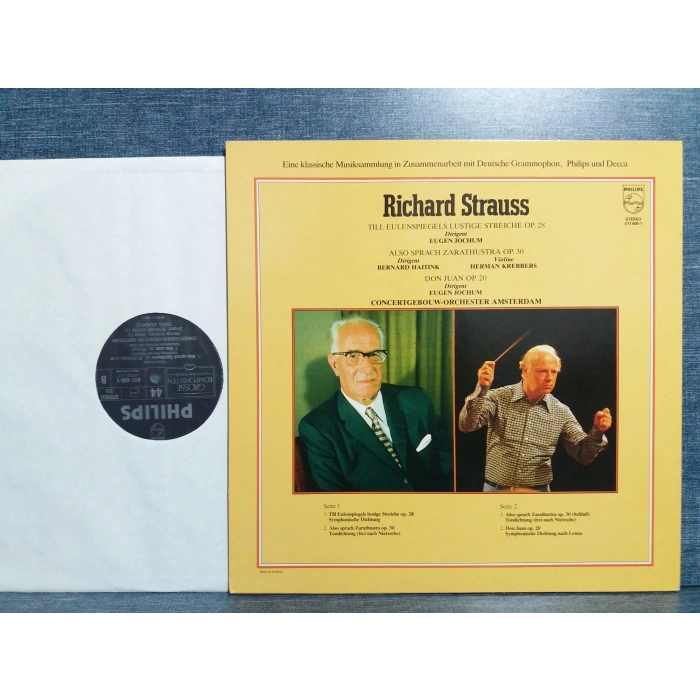 Eine klassische Musiksammlung in Zusammenarbeit mit Deutsche Grammophon, Philips und Decca
Richard Strauss
PHILIPS
STEREO
TILL EULENSPIEGELS LUSTIGE STREICHE OP. 28
Dirigent
EUGEN JOCHUM
ALSO SPRACH ZARATHUSTRA OP. 30
Dirigent Violine
BERNARD HAITINK HERMAN KREBBERS
DON JUAN OP. 20
Dirigent
EUGEN JOCHUM
CONCERTGEBOUW-ORCHESTER AMSTERDAM
Seite 1
1. Till Eulenspiegels lustige Streiche op. 28
Symphonische Dichtung
2. Also sprach Zarathustra op. 30
Tondichtung (frei nach Nietzsche)
Seite 2
1. Also sprach Zarathustra op. 30 (Schluß)
Tondichtung (frei nach Nietzsche)
2. Don Juan op. 20
Symphonische Dichtung nach Lenau
PHILIPS
44
GROSSE
KOMPONISTEN
STEREO
B